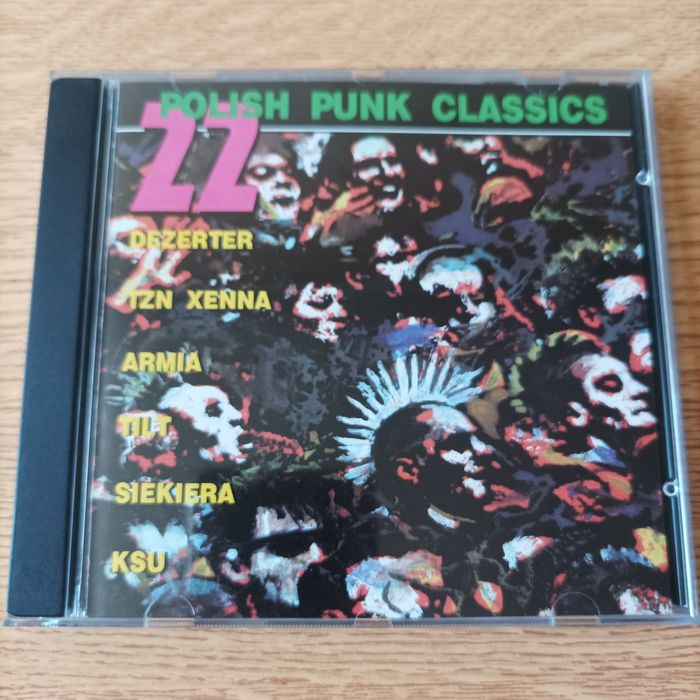 22 POLISH PUNK CLASSICS
DEZERTER
TZN XENNA
ARMIA
TILT
SIEKIERA
KSU